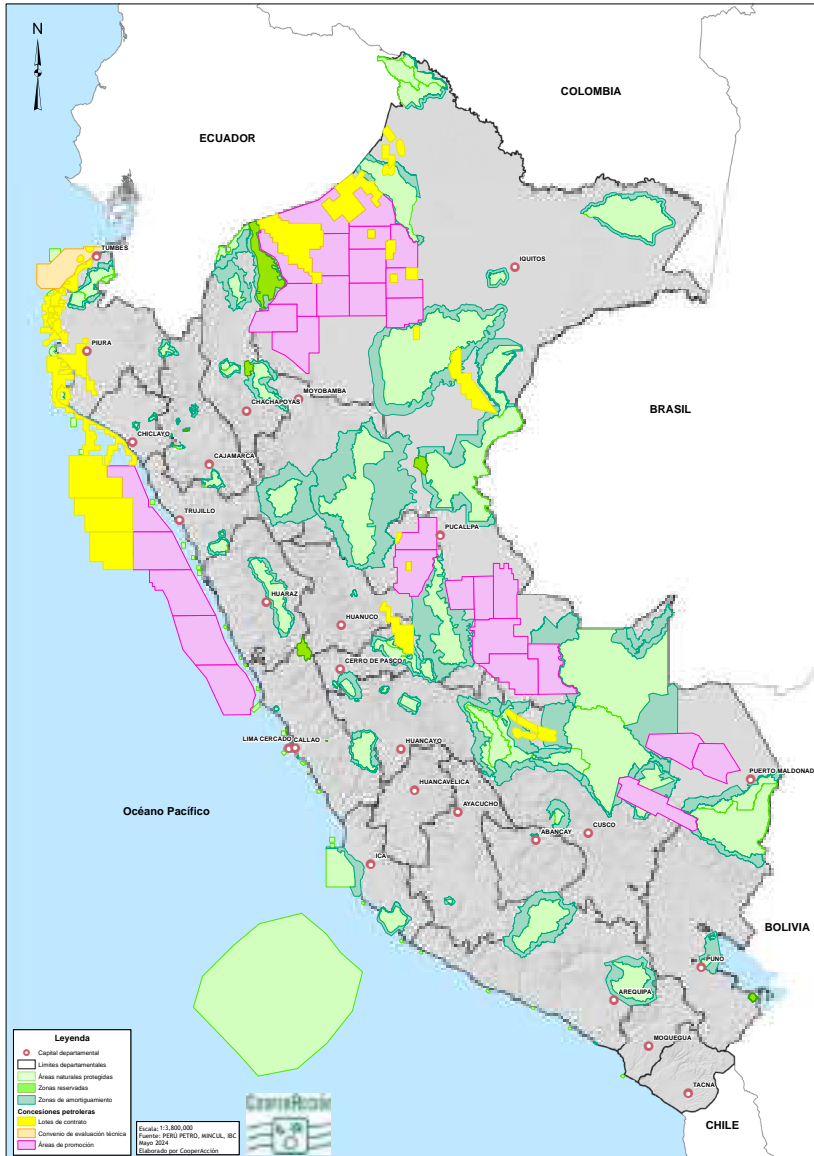 N
COLOMBIA
ECUADOR
TUMBES
IQUITOS
PIURA
MOYOBAMBA
CHACHAPOYAS
BRASIL
CHICLAYO
CAJAMARCA
TRUJILLO
PUCALLPA
HUARAZ
HUANUCO
CERRO DE PASCO
LIMA CERCADO
CALLAO
HUANCAYO
PUERTO MALDONAD
HUANCAVELICA
Océano Pacífico
AYACUCHO
ABANCAY
CUSCO
ICA
BOLIVIA
PUNO
AREQUIPA
MOQUEGUA
TACNA
CHILE
Leyenda
Capital departamental
Límites departamentales
Áreas naturales protegidas
Zonas reservadas
Zonas de amortiguamiento
Concesiones petroleras
Lotes de contrato
Convenio de evaluación técnica
Áreas de promoción
CooperAcción
Escala: 1:3,800,000
Fuente: PERÚ PETRO, MINCUL, IBC
Mayo 2024
Elaborado por CooperAcción